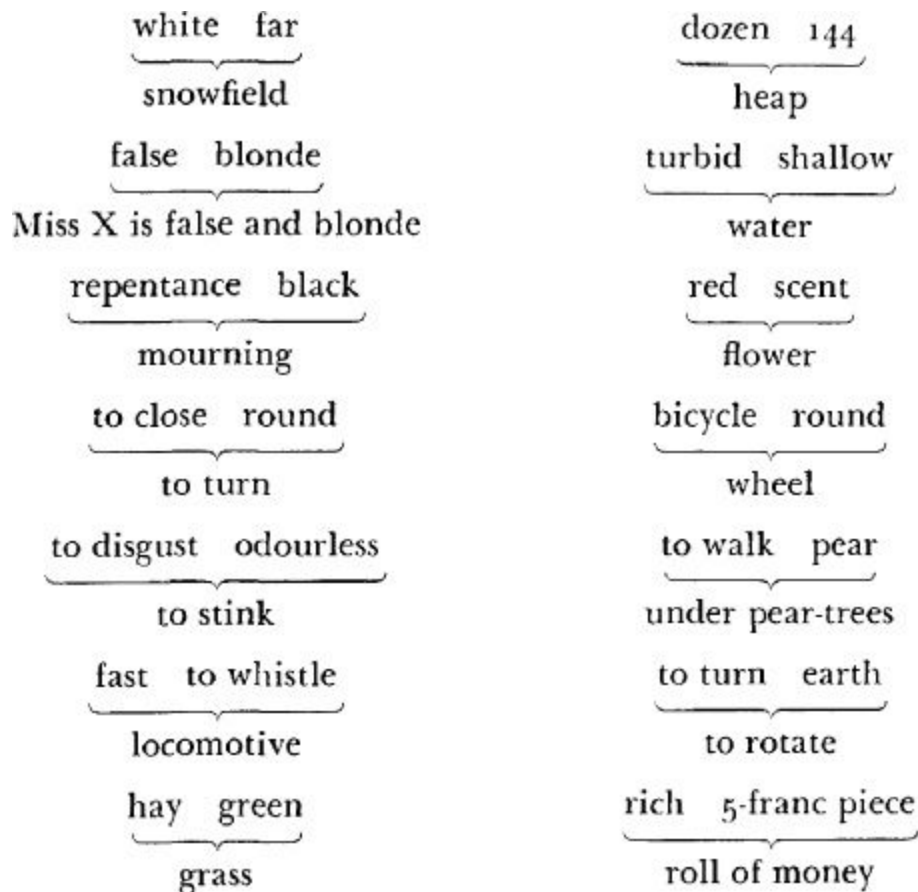 white far
snowfield
false blonde
Miss X is false and blonde
repentance black
mourning
to close round
to turn
to disgust odourless
to stink
fast to whistle
locomotive
hay green
grass
dozen 144
heap
turbid shallow
water
red scent
flower
bicycle round
wheel
to walk pear
under pear-trees
to turn earth
to rotate
rich 5-franc piece
roll of money